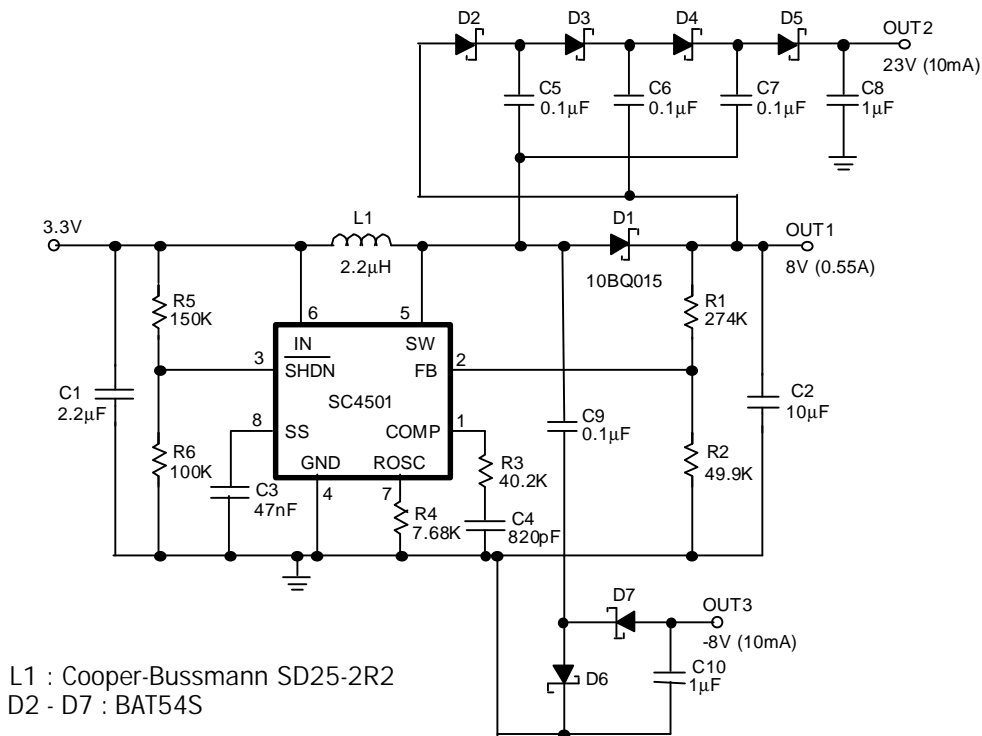 D2
D3
D4
D5
OUT2
23V (10mA)
C5
0.1μF
C6
0.1μF
C7
0.1μF
C8
1μF
3.3V
L1
2.2μH
D1
10BQ015
OUT1
8V (0.55A)
R5
150K
R1
274K
6
5
IN
SW
3
SHDN
FB
2
SC4501
C1
2.2μF
8
SS
COMP
1
C9
0.1μF
C2
10μF
R6
100K
GND
ROSC
R3
40.2K
R2
49.9K
C3
47nF
4
7
R4
7.68K
C4
820pF
D7
OUT3
-8V (10mA)
D6
C10
1μF
L1 : Cooper-Bussmann SD25-2R2
D2 - D7 : BAT54S